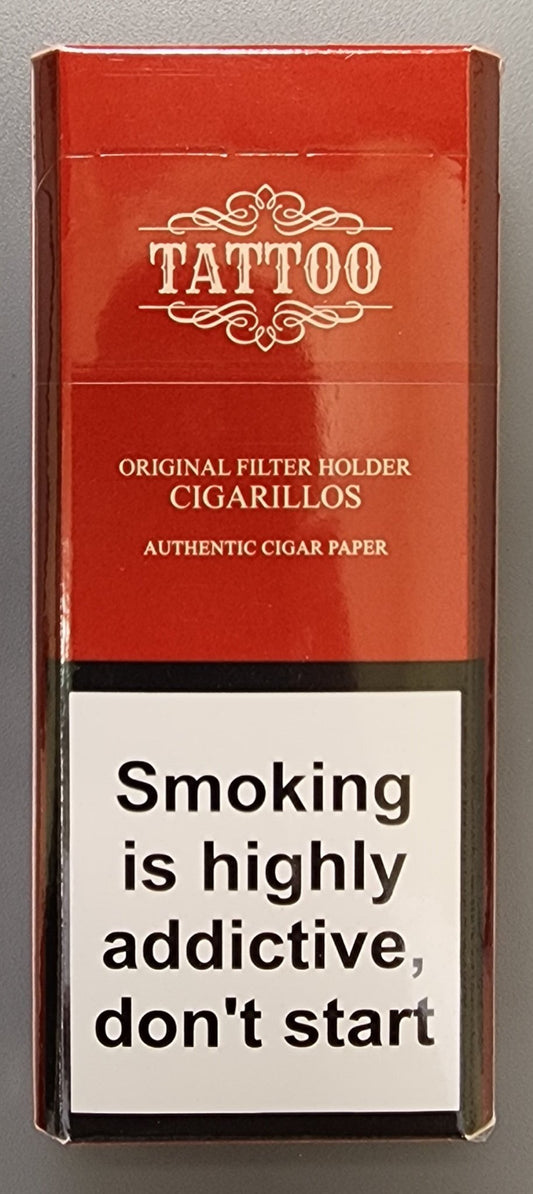 TATTOO
ORIGINAL FILTER HOLDER
CIGARILLOS
AUTHENTIC CIGAR PAPER
Smoking
is highly
addictive,
don't start